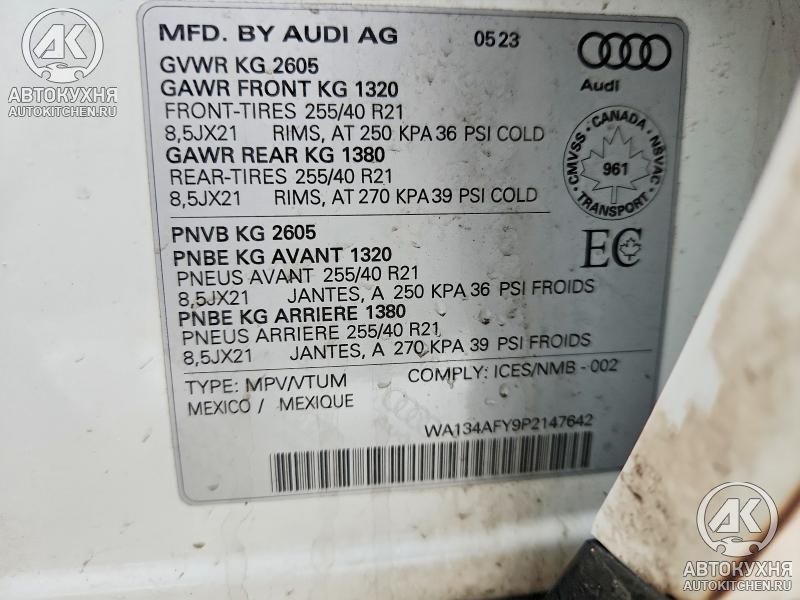 MFD. BY AUDI AG 0523
Audi
GVWR KG 2605
GAWR FRONT KG 1320
FRONT-TIRES 255/40 R21
8,5JX21 RIMS, AT 250 KPA 36 PSI COLD
GAWR REAR KG 1380
REAR-TIRES 255/40 R21
8,5JX21 RIMS, AT 270 KPA 39 PSI COLD
CMVSS - CANADA - NSVAC
961
TRANSPORT
PNVB KG 2605
PNBE KG AVANT 1320
PNEUS AVANT 255/40 R21
8,5JX21 JANTES, A 250 KPA 36 PSI FROIDS
EC
PNBE KG ARRIERE 1380
PNEUS ARRIERE 255/40 R21
8,5JX21 JANTES, A 270 KPA 39 PSI FROIDS
TYPE: MPV/VTUM COMPLY: ICES/NMB - 002
MEXICO / MEXIQUE
WA134AFY9P2147642
АК
АВТОКУХНЯ
AUTOKITCHEN.RU
АК
АВТОКУХНЯ
AUTOKITCHEN.RU